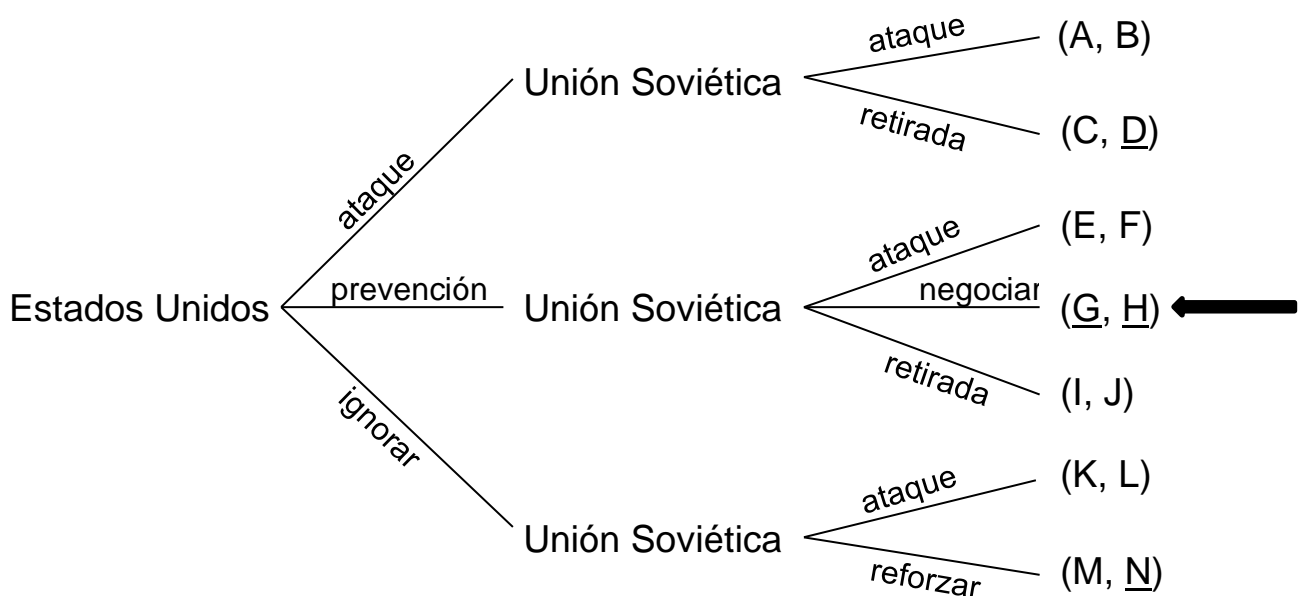 ataque
(A, B)
Unión Soviética
retirada
(C, D)
ataque
ataque
(E, F)
Estados Unidos
prevención
Unión Soviética
negociar
(G, H)
retirada
(I, J)
ignorar
ataque
(K, L)
Unión Soviética
reforzar
(M, N)